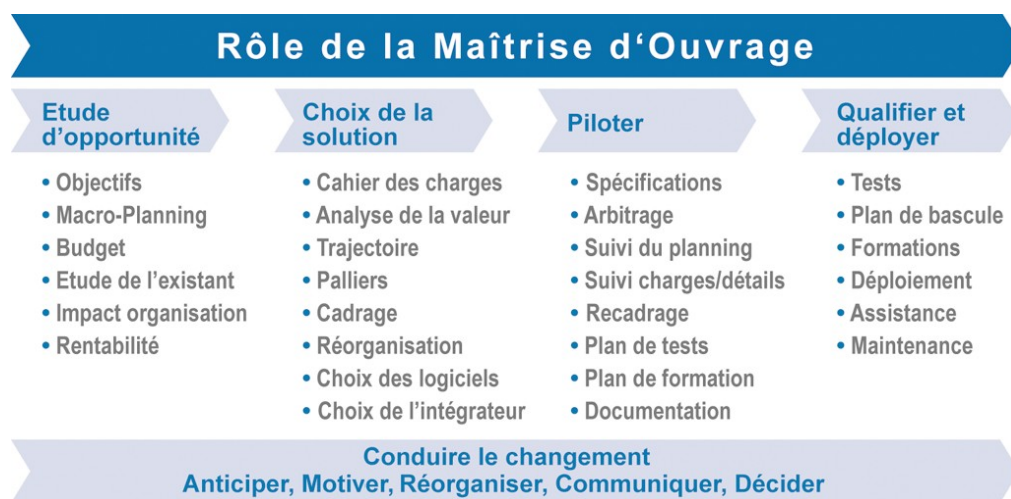 Rôle de la Maîtrise d‘Ouvrage
Etude
d’opportunité
• Objectifs
• Macro-Planning
• Budget
• Etude de l’existant
• Impact organisation
• Rentabilité
Choix de la
solution
• Cahier des charges
• Analyse de la valeur
• Trajectoire
• Palliers
• Cadrage
• Réorganisation
• Choix des logiciels
• Choix de l’intégrateur
Piloter
• Spécifications
• Arbitrage
• Suivi du planning
• Suivi charges/détails
• Recadrage
• Plan de tests
• Plan de formation
• Documentation
Qualifier et
déployer
• Tests
• Plan de bascule
• Formations
• Déploiement
• Assistance
• Maintenance
Conduire le changement
Anticiper, Motiver, Réorganiser, Communiquer, Décider